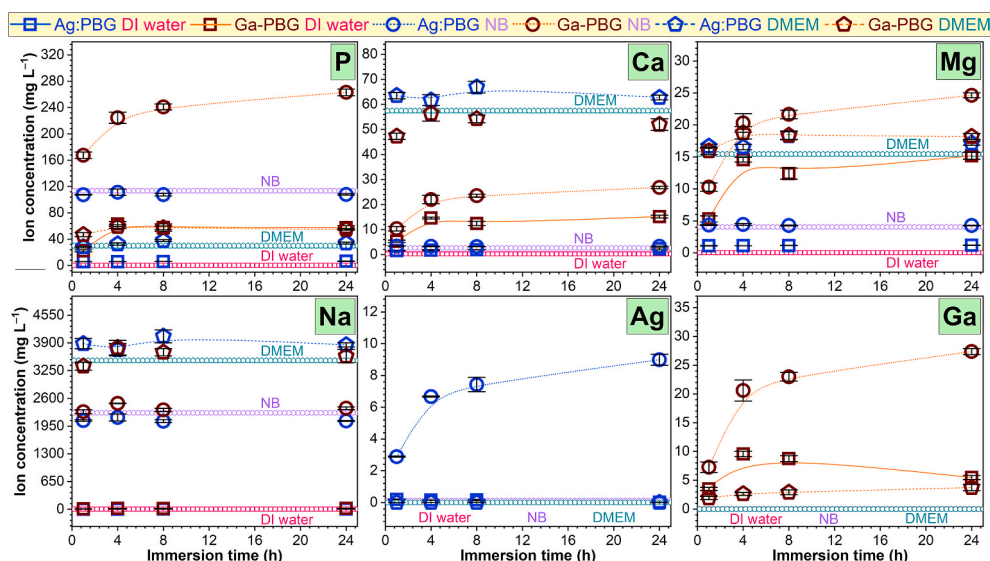 Ag:PBG DI water Ga-PBG DI water Ag:PBG NB Ga-PBG NB Ag:PBG DMEM Ga-PBG DMEM
Ion concentration (mg L⁻¹)
320
280
240
200
160
120
80
40
0
P
NB
DMEM
DI water
0 4 8 12 16 20 24
80
70
60
50
40
30
20
10
0
Ca
DMEM
NB
DI water
0 4 8 12 16 20 24
30
25
20
15
10
5
0
Mg
DMEM
NB
DI water
0 4 8 12 16 20 24
Ion concentration (mg L⁻¹)
4550
3900
3250
2600
1950
1300
650
0
Na
DMEM
NB
DI water
0 4 8 12 16 20 24
Immersion time (h)
12
10
8
6
4
2
0
Ag
DI water NB DMEM
0 4 8 12 16 20 24
Immersion time (h)
35
30
25
20
15
10
5
0
Ga
DI water NB DMEM
0 4 8 12 16 20 24
Immersion time (h)